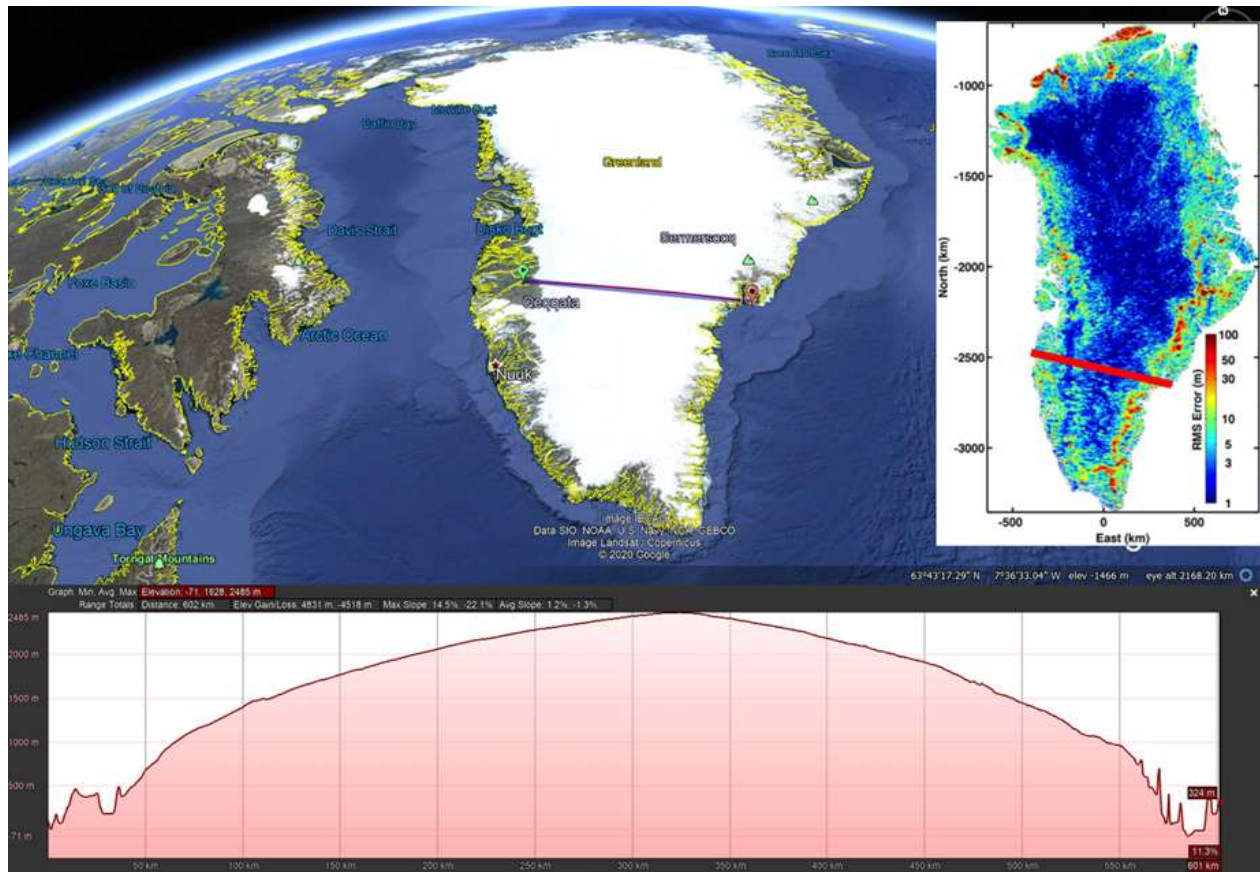 Melville Bugt
Baffin Bay
Greenland
Davis Strait
Disko Bugt
Sermersooq
Foxe Basin
Qeqqata
Arctic Ocean
Nuuk
Hudson Strait
Ungava Bay
Torngat Mountains
Data SIO, NOAA, U.S. Navy, NGA, GEBCO
Image Landsat / Copernicus
© 2020 Google
N
-1000
-1500
-2000
-2500
-3000
North (km)
-500
0
500
East (km)
RMS Error (m)
100
50
30
10
5
3
1
63°43'17.29" N 7°36'33.04" W elev -1466 m eye alt 2168.20 km
Graph: Min, Avg, Max Elevation: -71, 1628, 2485 m
Range Totals: Distance: 602 km Elev Gain/Loss: 4831 m, -4518 m Max Slope: 14.5%, -22.1% Avg Slope: 1.2%, -1.3%
2485 m
2000 m
1500 m
1000 m
500 m
-71 m
324 m
11.3%
50 km 100 km 150 km 200 km 250 km 300 km 350 km 400 km 450 km 500 km 550 km 601 km